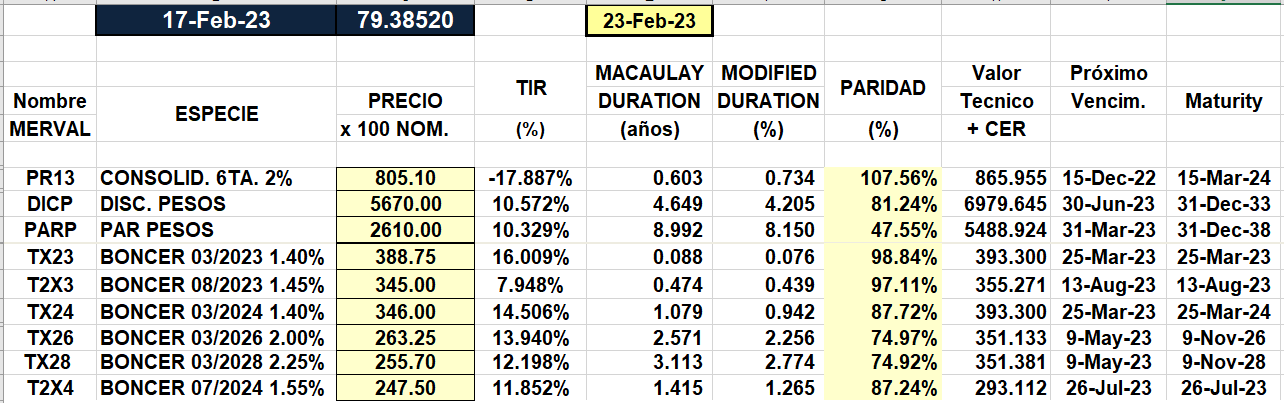 17-Feb-23 79.38520 23-Feb-23
MACAULAY MODIFIED Valor Próximo
TIR PARIDAD
Nombre DURATION DURATION Tecnico Vencim. Maturity
ESPECIE PRECIO
MERVAL x 100 NOM. (%) (años) (%) (%) + CER
PR13 CONSOLID. 6TA. 2% 805.10 -17.887% 0.603 0.734 107.56% 865.955 15-Dec-22 15-Mar-24
DICP DISC. PESOS 5670.00 10.572% 4.649 4.205 81.24% 6979.645 30-Jun-23 31-Dec-33
PARP PAR PESOS 2610.00 10.329% 8.992 8.150 47.55% 5488.924 31-Mar-23 31-Dec-38
TX23 BONCER 03/2023 1.40% 388.75 16.009% 0.088 0.076 98.84% 393.300 25-Mar-23 25-Mar-23
T2X3 BONCER 08/2023 1.45% 345.00 7.948% 0.474 0.439 97.11% 355.271 13-Aug-23 13-Aug-23
TX24 BONCER 03/2024 1.40% 346.00 14.506% 1.079 0.942 87.72% 393.300 25-Mar-23 25-Mar-24
TX26 BONCER 03/2026 2.00% 263.25 13.940% 2.571 2.256 74.97% 351.133 9-May-23 9-Nov-26
TX28 BONCER 03/2028 2.25% 255.70 12.198% 3.113 2.774 74.92% 351.381 9-May-23 9-Nov-28
T2X4 BONCER 07/2024 1.55% 247.50 11.852% 1.415 1.265 87.24% 293.112 26-Jul-23 26-Jul-23